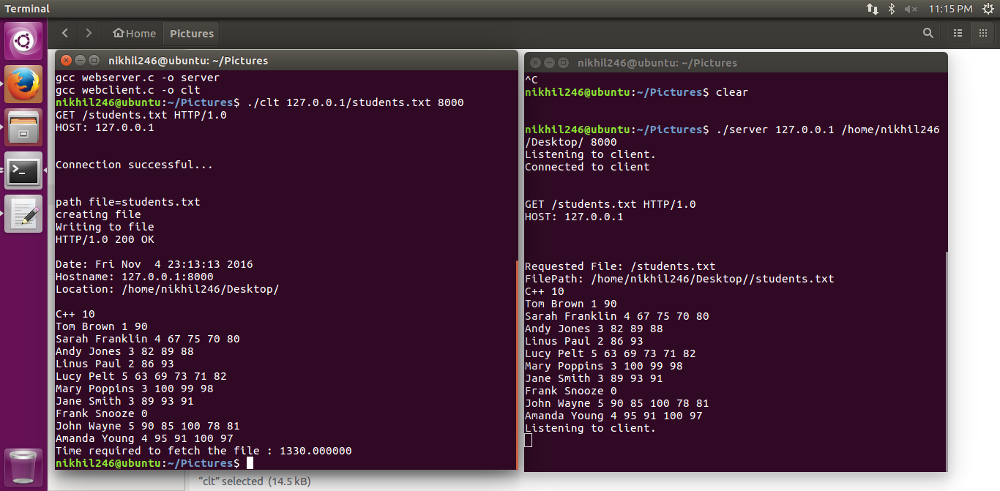 Terminal
11:15 PM
Home Pictures
nikhil246@ubuntu: ~/Pictures
gcc webserver.c -o server
gcc webclient.c -o clt
nikhil246@ubuntu:~/Pictures$ ./clt 127.0.0.1/students.txt 8000
GET /students.txt HTTP/1.0
HOST: 127.0.0.1
Connection successful...
path file=students.txt
creating file
Writing to file
HTTP/1.0 200 OK
Date: Fri Nov  4 23:13:13 2016
Hostname: 127.0.0.1:8000
Location: /home/nikhil246/Desktop/
C++ 10
Tom Brown 1 90
Sarah Franklin 4 67 75 70 80
Andy Jones 3 82 89 88
Linus Paul 2 86 93
Lucy Pelt 5 63 69 73 71 82
Mary Poppins 3 100 99 98
Jane Smith 3 89 93 91
Frank Snooze 0
John Wayne 5 90 85 100 78 81
Amanda Young 4 95 91 100 97
Time required to fetch the file : 1330.000000
nikhil246@ubuntu:~/Pictures$
nikhil246@ubuntu: ~/Pictures
^C
nikhil246@ubuntu:~/Pictures$ clear
nikhil246@ubuntu:~/Pictures$ ./server 127.0.0.1 /home/nikhil246
/Desktop/ 8000
Listening to client.
Connected to client
GET /students.txt HTTP/1.0
HOST: 127.0.0.1
Requested File: /students.txt
FilePath: /home/nikhil246/Desktop//students.txt
C++ 10
Tom Brown 1 90
Sarah Franklin 4 67 75 70 80
Andy Jones 3 82 89 88
Linus Paul 2 86 93
Lucy Pelt 5 63 69 73 71 82
Mary Poppins 3 100 99 98
Jane Smith 3 89 93 91
Frank Snooze 0
John Wayne 5 90 85 100 78 81
Amanda Young 4 95 91 100 97
Listening to client.
“clt” selected (14.5 kB)